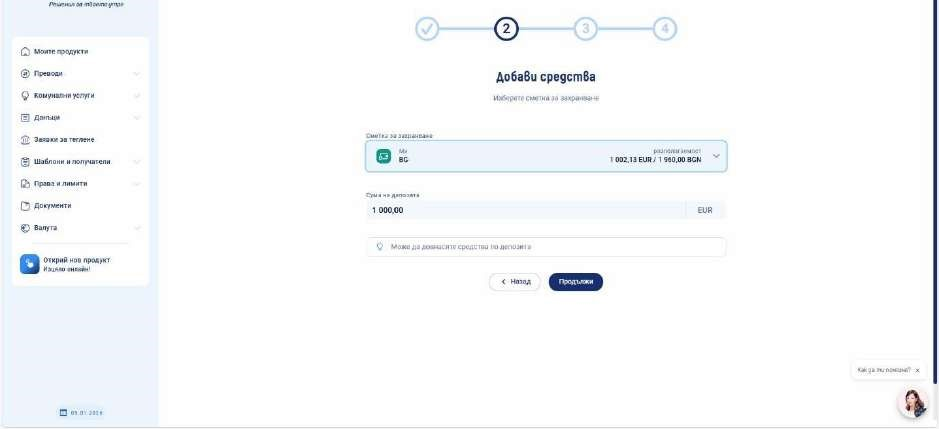 Решения за твоето утре
2
3
4
Моите продукти
Преводи
Комунални услуги
Данъци
Заявки за теглене
Шаблони и получатели
Права и лимити
Документи
Валута
Открий нов продукт
Изцяло онлайн!
Добави средства
Изберете сметка за захранване
Сметка за захранване
Му
разполагаемост
BG
1 002,13 EUR / 1 960,00 BGN
Сума на депозита
1 000,00
EUR
Може да довнасяте средства по депозита
Назад
Продължи
Как да ти помогна?